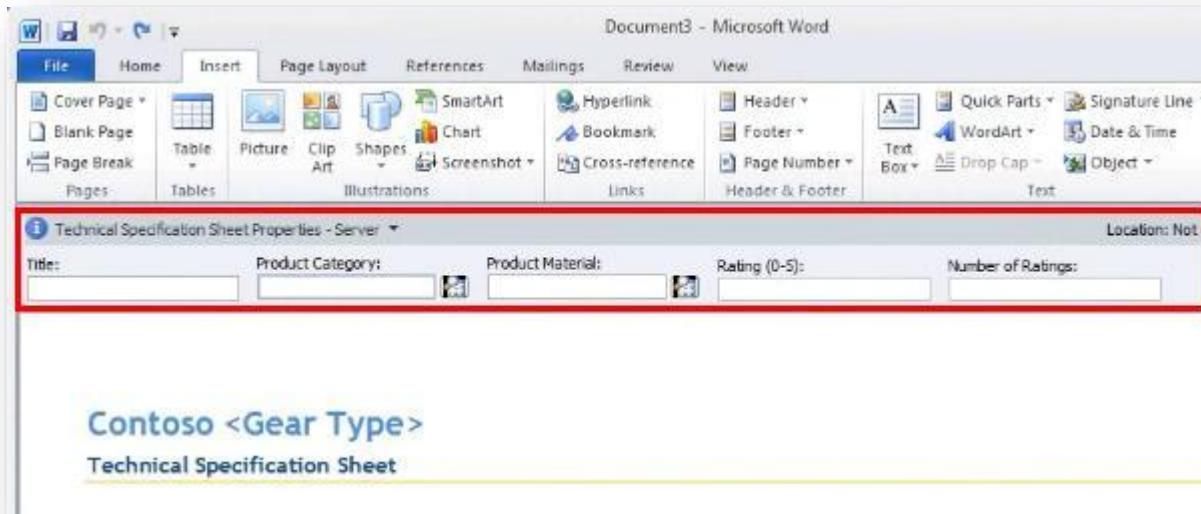 Document3 - Microsoft Word
File Home Insert Page Layout References Mailings Review View
Cover Page
Blank Page
Page Break
Pages
Table
Tables
Picture
Clip Art
Shapes
SmartArt
Chart
Screenshot
Illustrations
Hyperlink
Bookmark
Cross-reference
Links
Header
Footer
Page Number
Header & Footer
Text Box
Quick Parts
WordArt
Drop Cap
Signature Line
Date & Time
Object
Text
Technical Specification Sheet Properties - Server Location: Not
Title: Product Category: Product Material: Rating (0-5): Number of Ratings:
Contoso <Gear Type>
Technical Specification Sheet